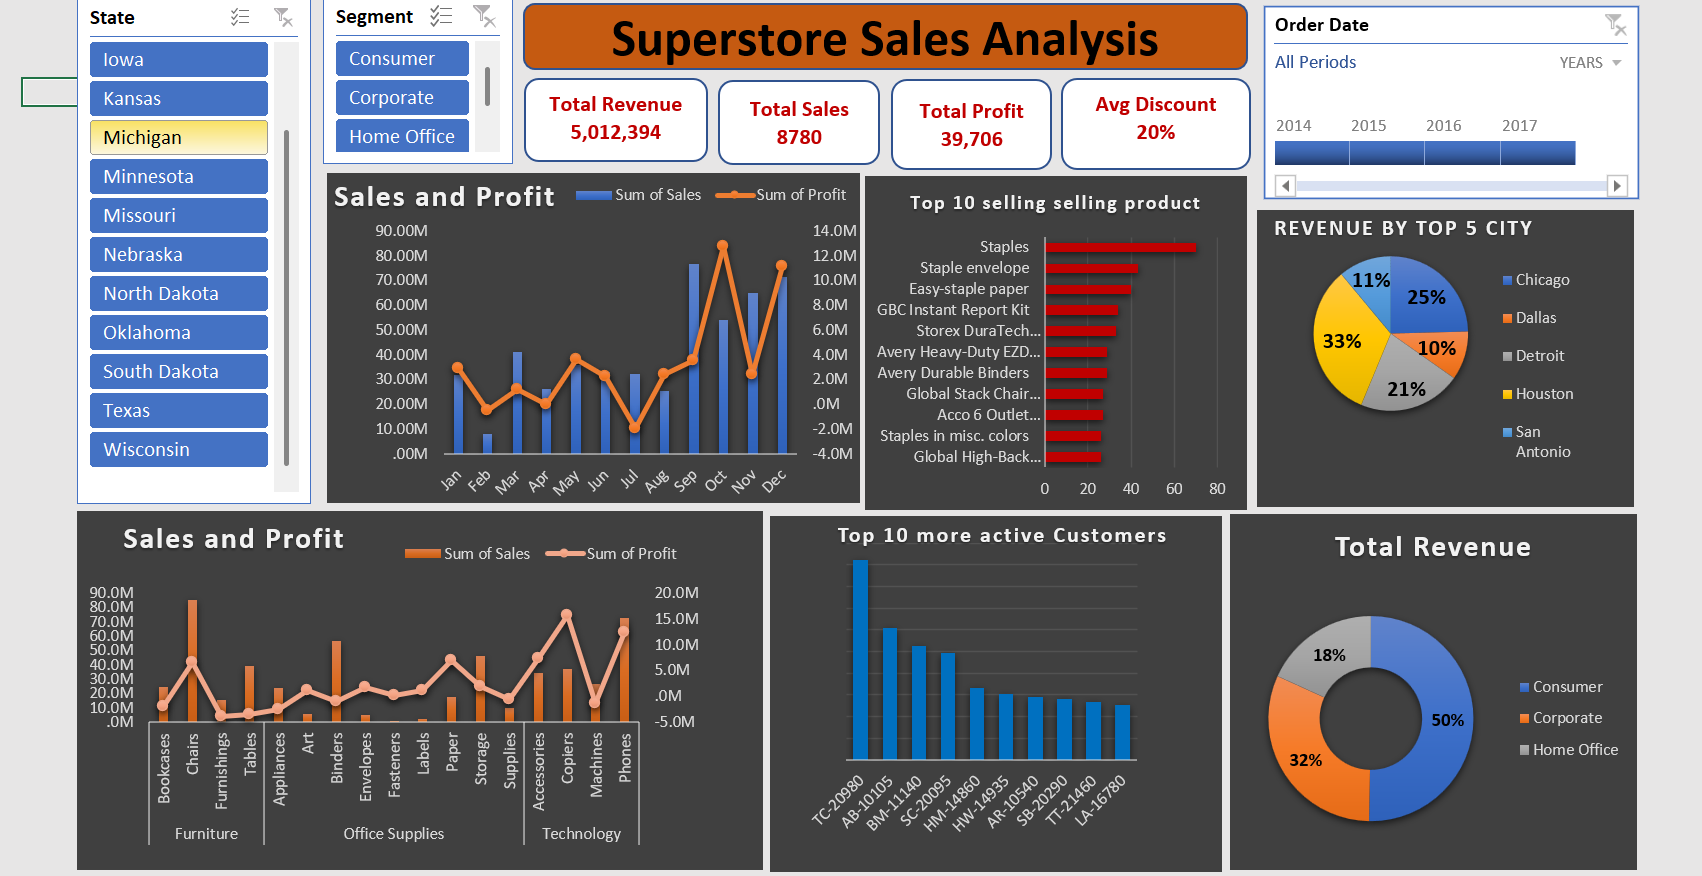 State
Iowa
Kansas
Michigan
Minnesota
Missouri
Nebraska
North Dakota
Oklahoma
South Dakota
Texas
Wisconsin
Segment
Consumer
Corporate
Home Office
Superstore Sales Analysis
Total Revenue
5,012,394
Total Sales
8780
Total Profit
39,706
Avg Discount
20%
Order Date
All Periods
YEARS
2014 2015 2016 2017
Sales and Profit
Sum of Sales Sum of Profit
90.00M
80.00M
70.00M
60.00M
50.00M
40.00M
30.00M
20.00M
10.00M
.00M
14.0M
12.0M
10.0M
8.0M
6.0M
4.0M
2.0M
.0M
-2.0M
-4.0M
Jan Feb Mar Apr May Jun Jul Aug Sep Oct Nov Dec
Top 10 selling selling product
Staples
Staple envelope
Easy-staple paper
GBC Instant Report Kit
Storex DuraTech...
Avery Heavy-Duty EZD...
Avery Durable Binders
Global Stack Chair...
Acco 6 Outlet...
Staples in misc. colors
Global High-Back...
0 20 40 60 80
REVENUE BY TOP 5 CITY
11%
25%
33%
10%
21%
Chicago
Dallas
Detroit
Houston
San
Antonio
Sales and Profit
Sum of Sales Sum of Profit
90.0M
80.0M
70.0M
60.0M
50.0M
40.0M
30.0M
20.0M
10.0M
.0M
20.0M
15.0M
10.0M
5.0M
.0M
-5.0M
Bookcases Chairs Furnishings Tables Appliances Art Binders Envelopes Fasteners Labels Paper Storage Supplies Accessories Copiers Machines Phones
Furniture Office Supplies Technology
Top 10 more active Customers
TC-20980 AB-10105 BM-11140 SC-20095 HM-14860 HW-14935 AR-10540 SB-20290 TT-21460 LA-16780
Total Revenue
18%
50%
32%
Consumer
Corporate
Home Office